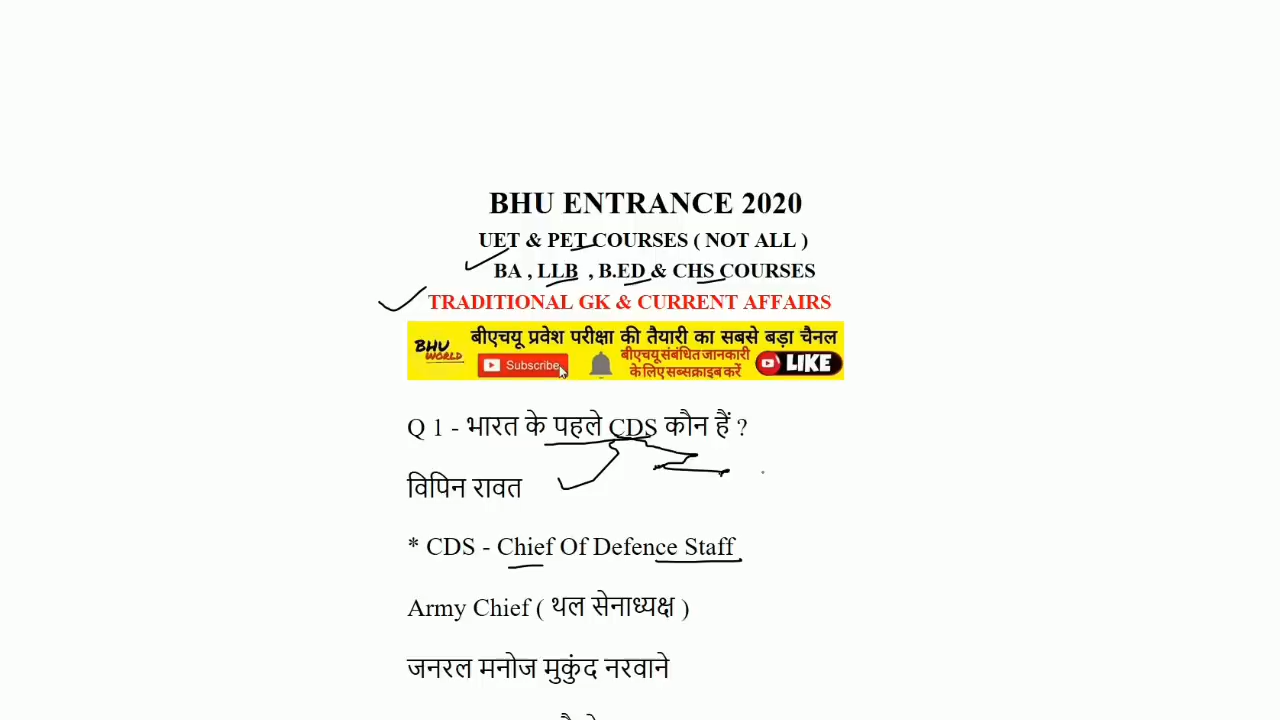 BHU ENTRANCE 2020
UET & PET COURSES ( NOT ALL )
BA , LLB , B.ED & CHS COURSES
TRADITIONAL GK & CURRENT AFFAIRS
BHU WORLD
बीएचयू प्रवेश परीक्षा की तैयारी का सबसे बड़ा चैनल
Subscribe
बीएचयू संबंधित जानकारी
के लिए सब्सक्राइब करें
LIKE
Q 1 - भारत के पहले CDS कौन हैं ?
विपिन रावत
* CDS - Chief Of Defence Staff
Army Chief ( थल सेनाध्यक्ष )
जनरल मनोज मुकुंद नरवाने